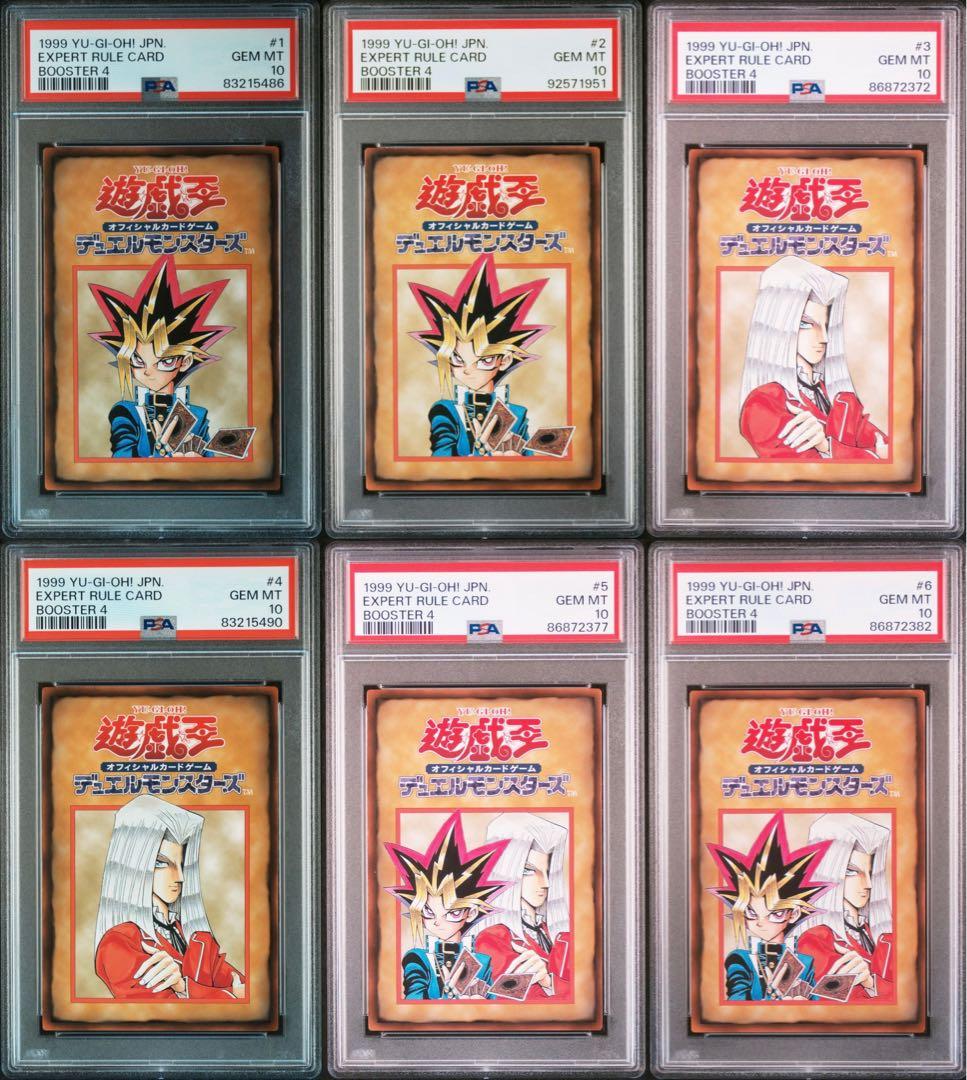 1999 YU-GI-OH! JPN. #1
EXPERT RULE CARD GEM MT
BOOSTER 4 10
PSA 83215486
YU-GI-OH!
遊戯王
オフィシャルカードゲーム
デュエルモンスターズ™
1999 YU-GI-OH! JPN. #2
EXPERT RULE CARD GEM MT
BOOSTER 4 10
PSA 92571951
YU-GI-OH!
遊戯王
オフィシャルカードゲーム
デュエルモンスターズ™
1999 YU-GI-OH! JPN. #3
EXPERT RULE CARD GEM MT
BOOSTER 4 10
PSA 86872372
YU-GI-OH!
遊戯王
オフィシャルカードゲーム
デュエルモンスターズ™
1999 YU-GI-OH! JPN. #4
EXPERT RULE CARD GEM MT
BOOSTER 4 10
PSA 83215490
YU-GI-OH!
遊戯王
オフィシャルカードゲーム
デュエルモンスターズ™
1999 YU-GI-OH! JPN. #5
EXPERT RULE CARD GEM MT
BOOSTER 4 10
PSA 86872377
YU-GI-OH!
遊戯王
オフィシャルカードゲーム
デュエルモンスターズ™
1999 YU-GI-OH! JPN. #6
EXPERT RULE CARD GEM MT
BOOSTER 4 10
PSA 86872382
YU-GI-OH!
遊戯王
オフィシャルカードゲーム
デュエルモンスターズ™